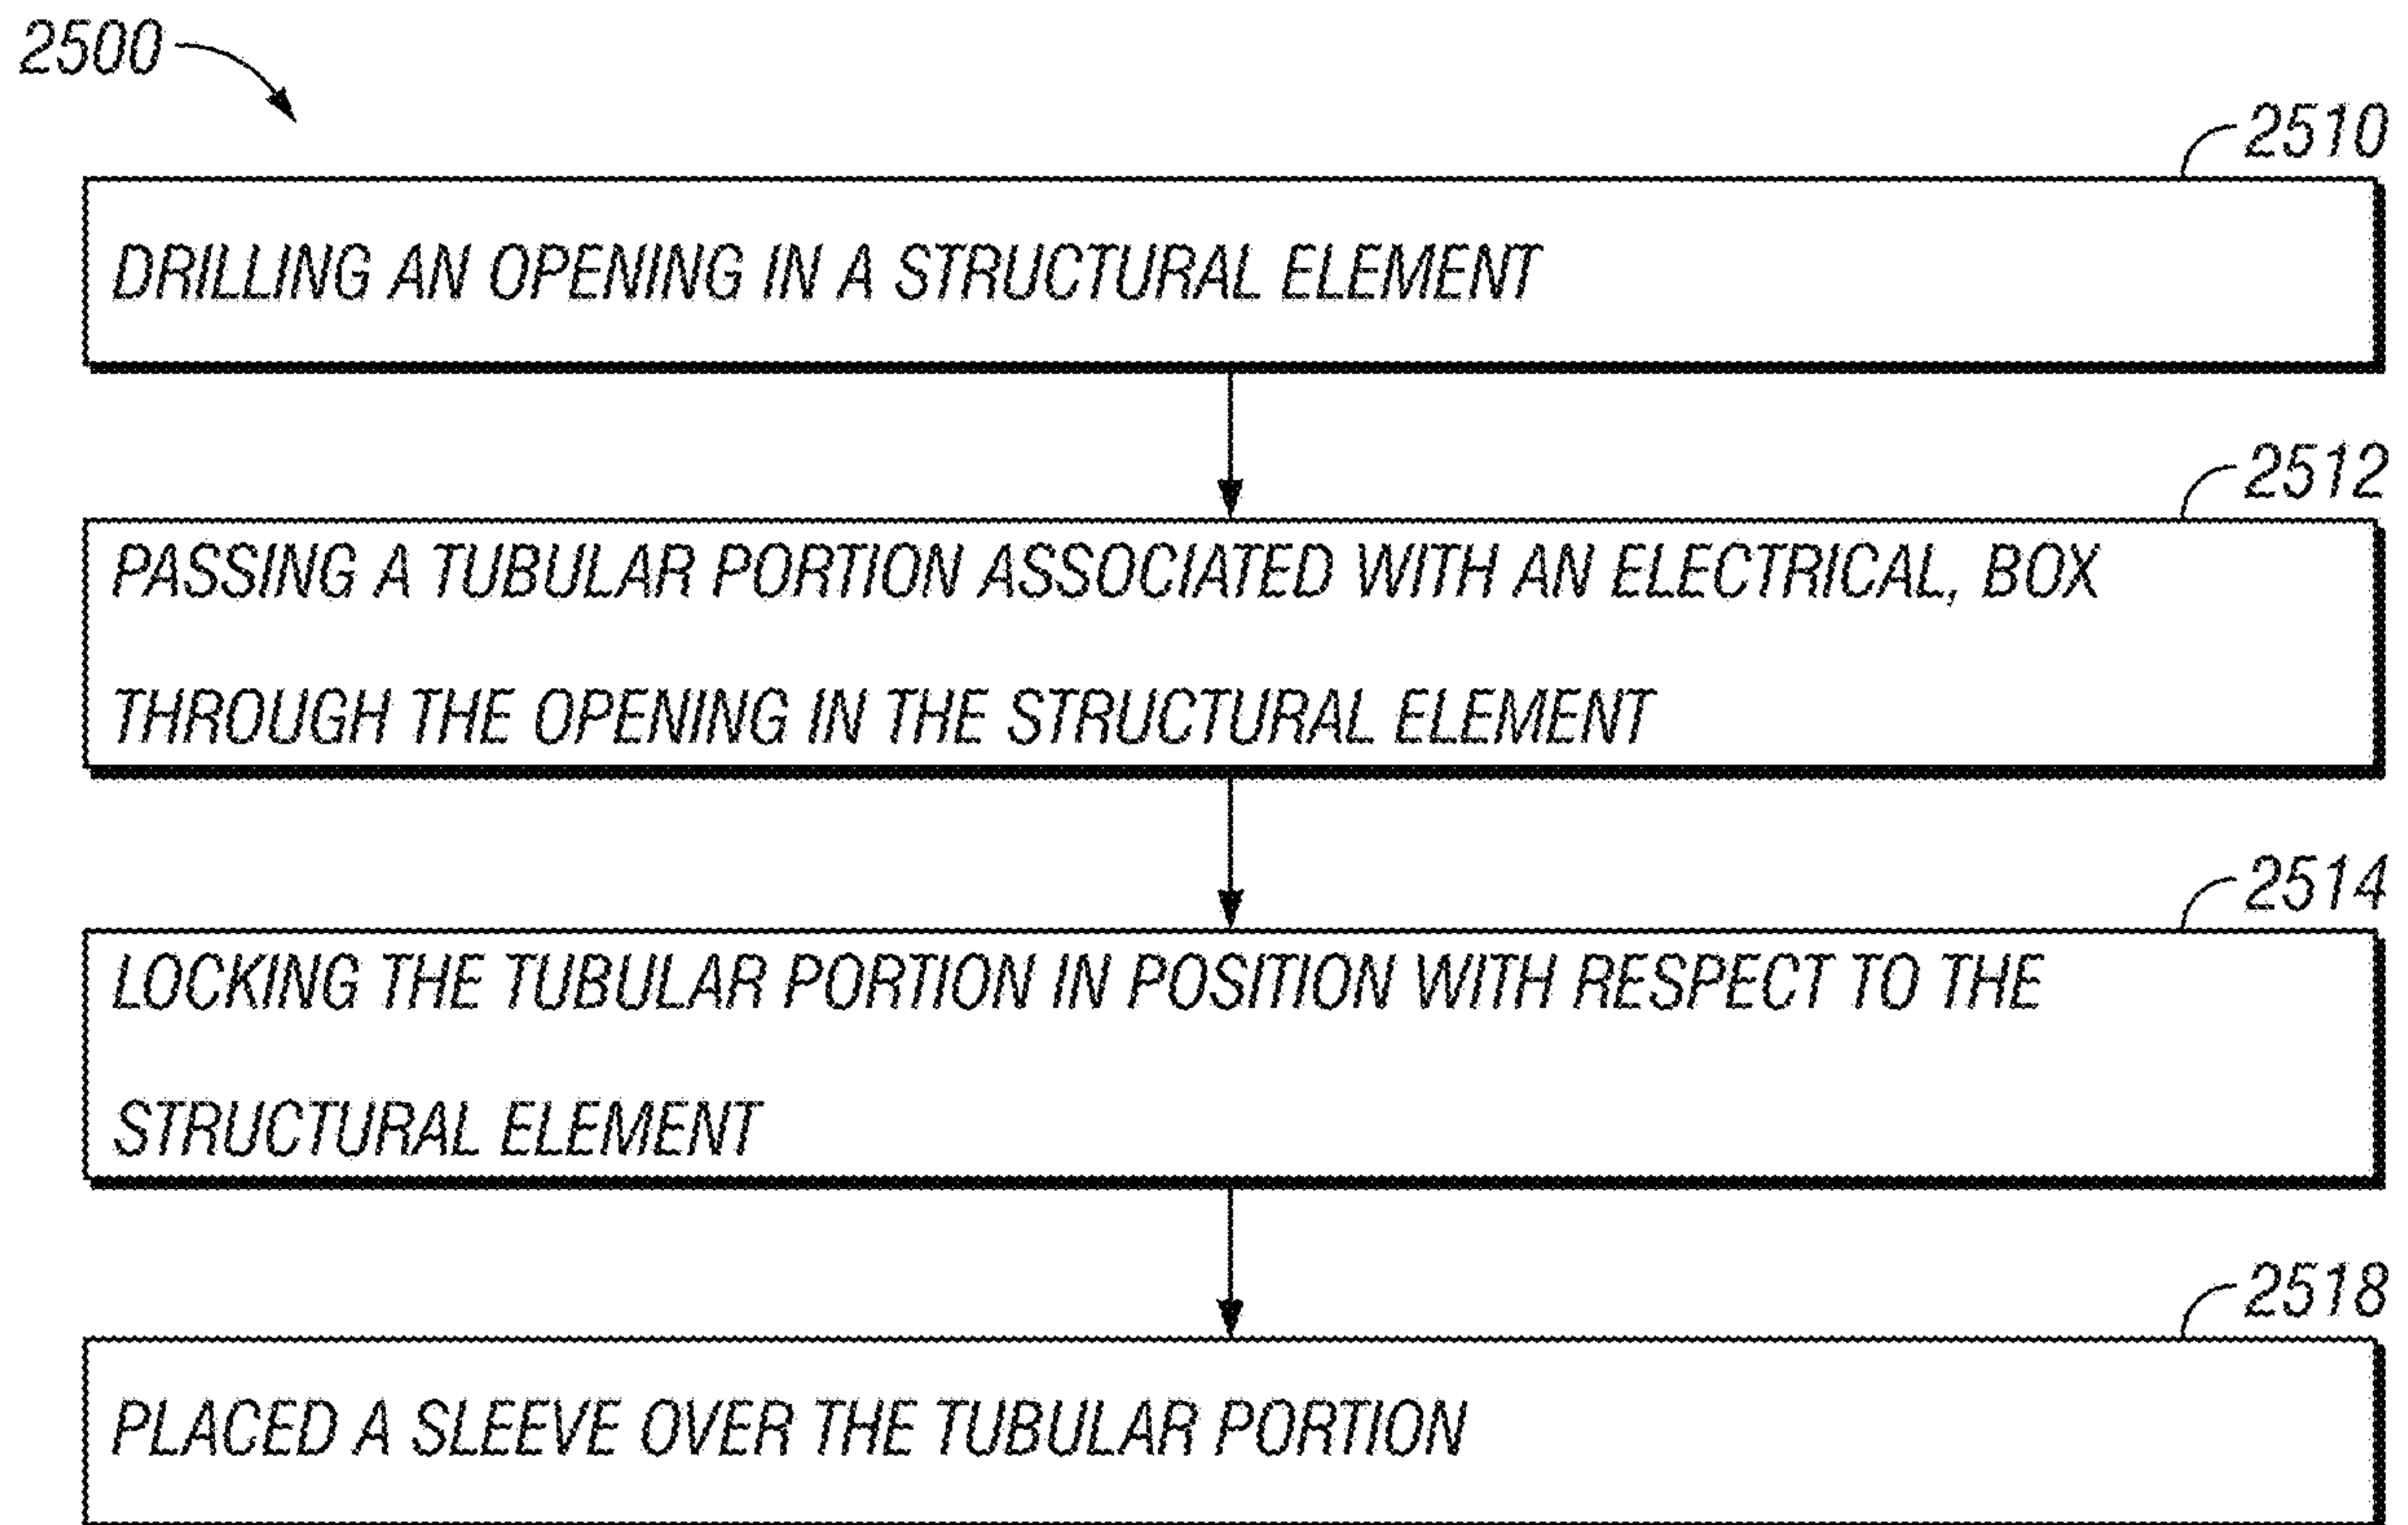 2500
2510
DRILLING AN OPENING IN A STRUCTURAL ELEMENT
2512
PASSING A TUBULAR PORTION ASSOCIATED WITH AN ELECTRICAL, BOX
THROUGH THE OPENING IN THE STRUCTURAL ELEMENT
2514
LOCKING THE TUBULAR PORTION IN POSITION WITH RESPECT TO THE
STRUCTURAL ELEMENT
2518
PLACED A SLEEVE OVER THE TUBULAR PORTION